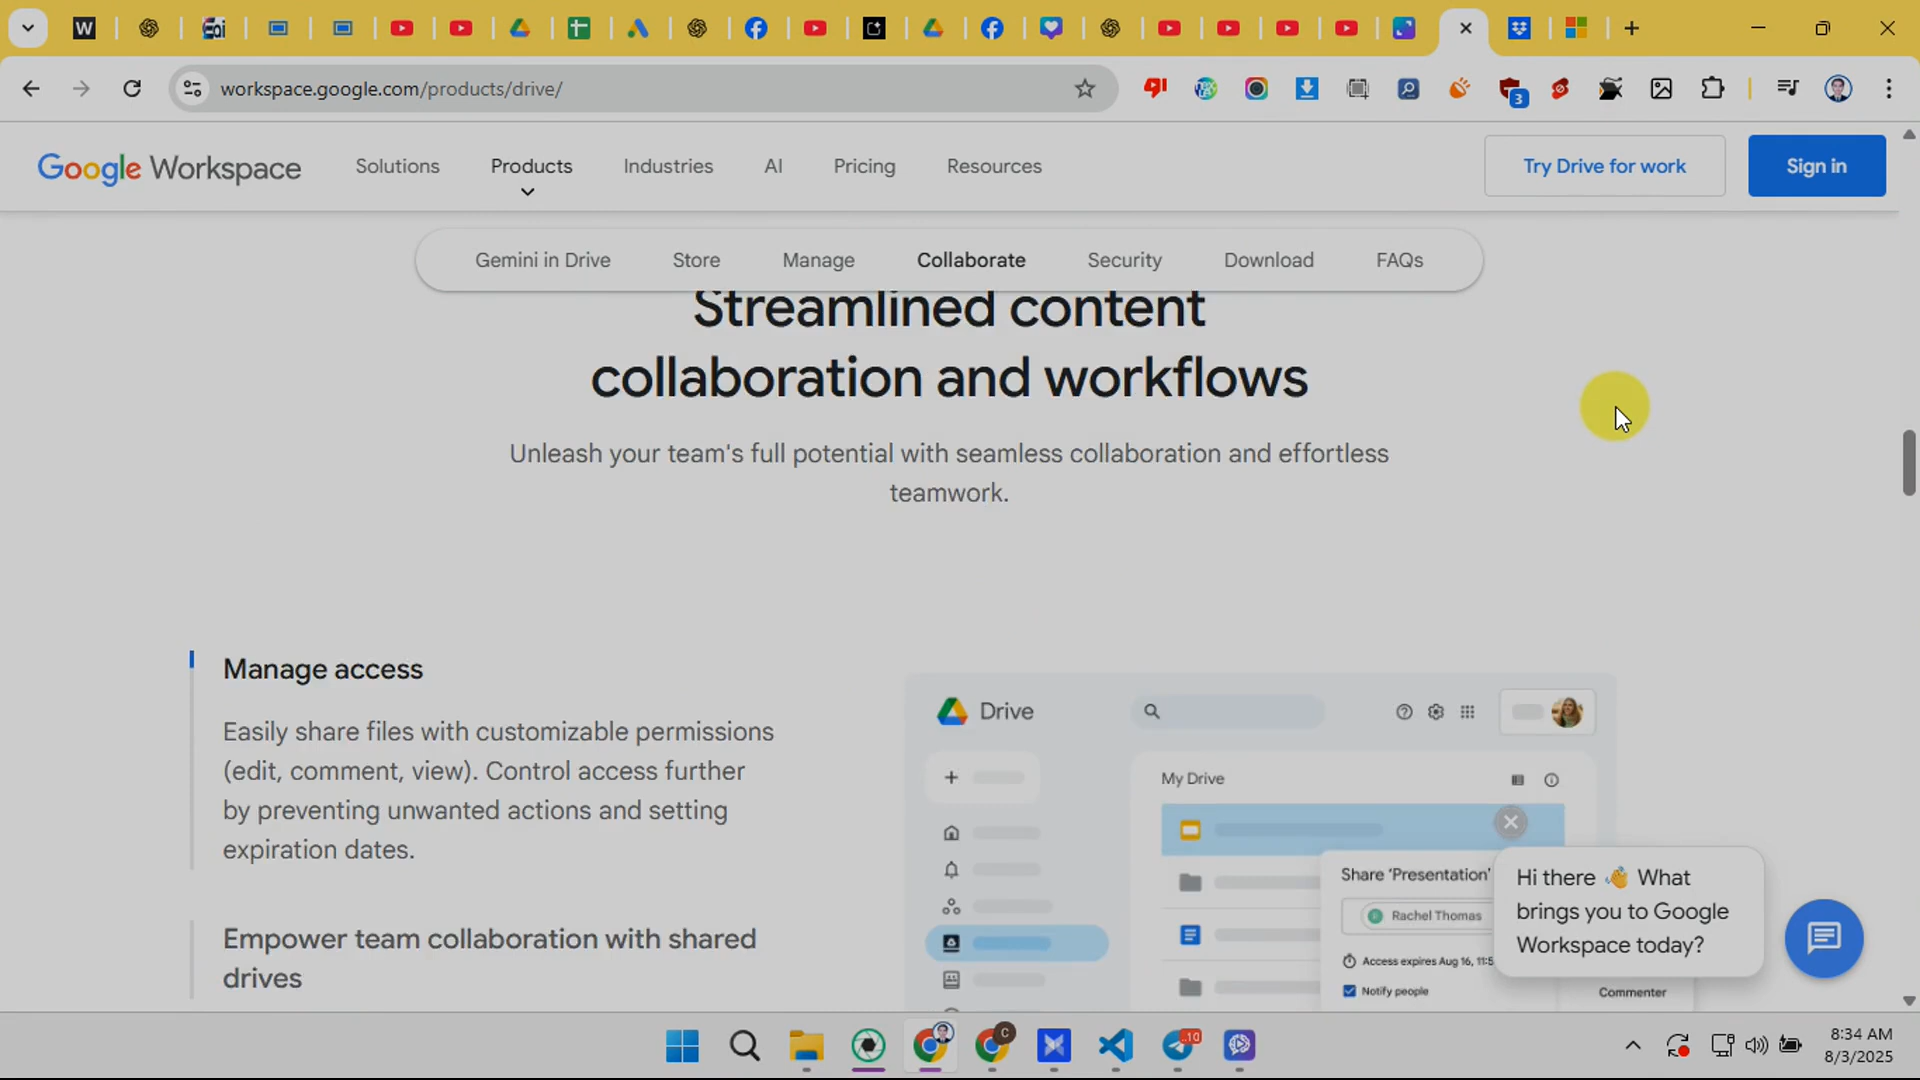 W
workspace.google.com/products/drive/
3
Google Workspace
Solutions
Products
Industries
AI
Pricing
Resources
Try Drive for work
Sign in
Gemini in Drive
Store
Manage
Collaborate
Security
Download
FAQs
Streamlined content
collaboration and workflows
Unleash your team's full potential with seamless collaboration and effortless
teamwork.
Manage access
Easily share files with customizable permissions
(edit, comment, view). Control access further
by preventing unwanted actions and setting
expiration dates.
Empower team collaboration with shared
drives
Drive
My Drive
Share ‘Presentation’
Rachel Thomas
Access expires Aug 16, 11:5
Notify people
Commenter
Hi there 👋 What
brings you to Google
Workspace today?
C
10
8:34 AM
8/3/2025